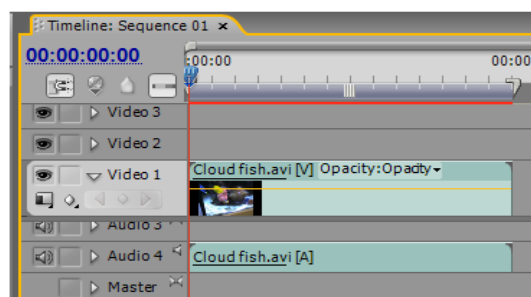 Timeline: Sequence 01 ×
00:00:00:00
:00:00
00:00
Video 3
Video 2
Video 1
Cloud fish.avi [V] Opacity:Opacity
Audio 3
Audio 4
Cloud fish.avi [A]
Master